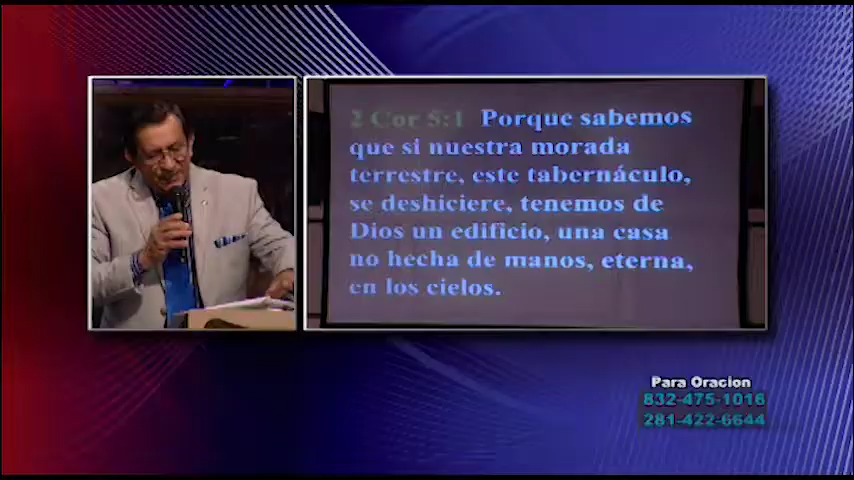 2 Cor 5:1 Porque sabemos
que si nuestra morada
terrestre, este tabernáculo,
se deshiciere, tenemos de
Dios un edificio, una casa
no hecha de manos, eterna,
en los cielos.
Para Oracion
832-475-1016
281-422-6644